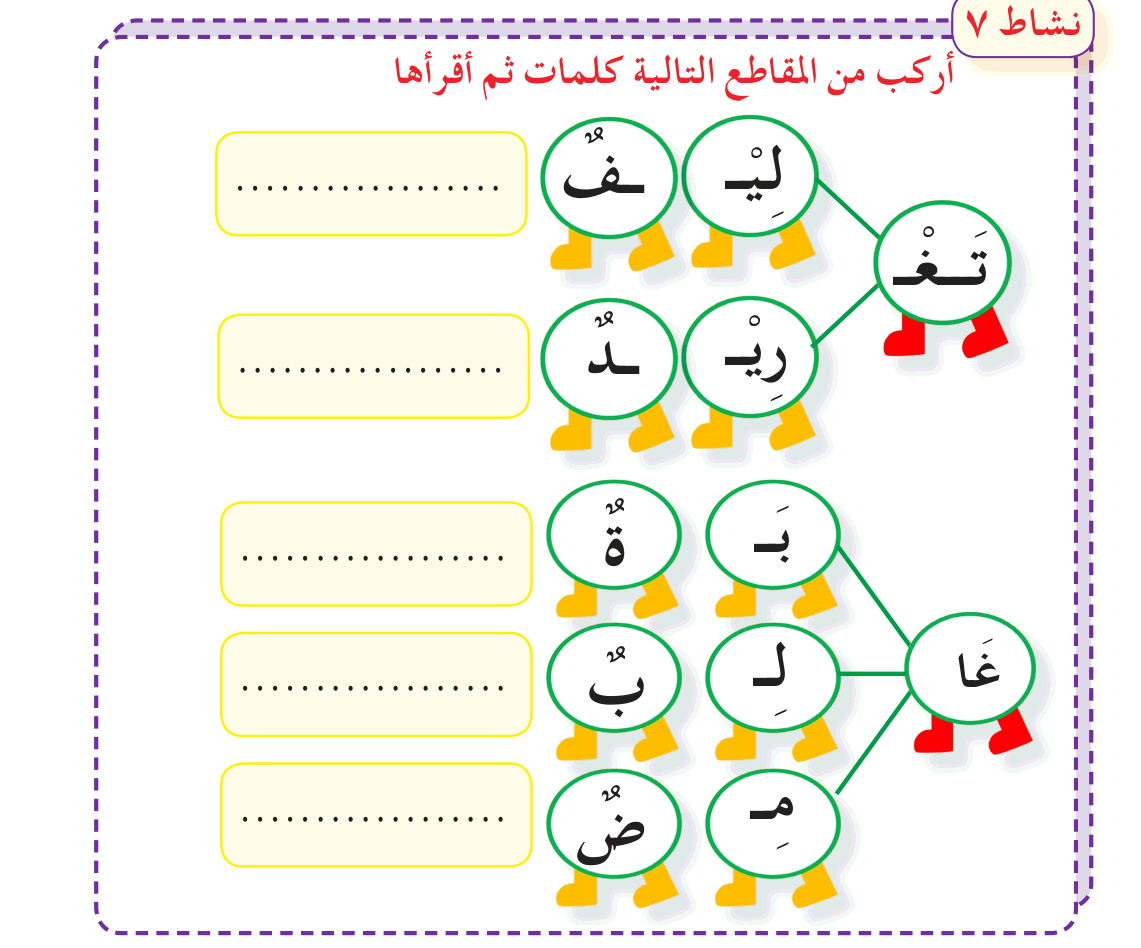 نشاط ٧
أركب من المقاطع التالية كلمات ثم أقرأها
تَـغْـ
لِيْـ ـفٌ ..................
رِيْـ ـدٌ ..................
غَا
بَـ ةٌ ..................
لِـ بٌ ..................
مِـ ضٌ ..................